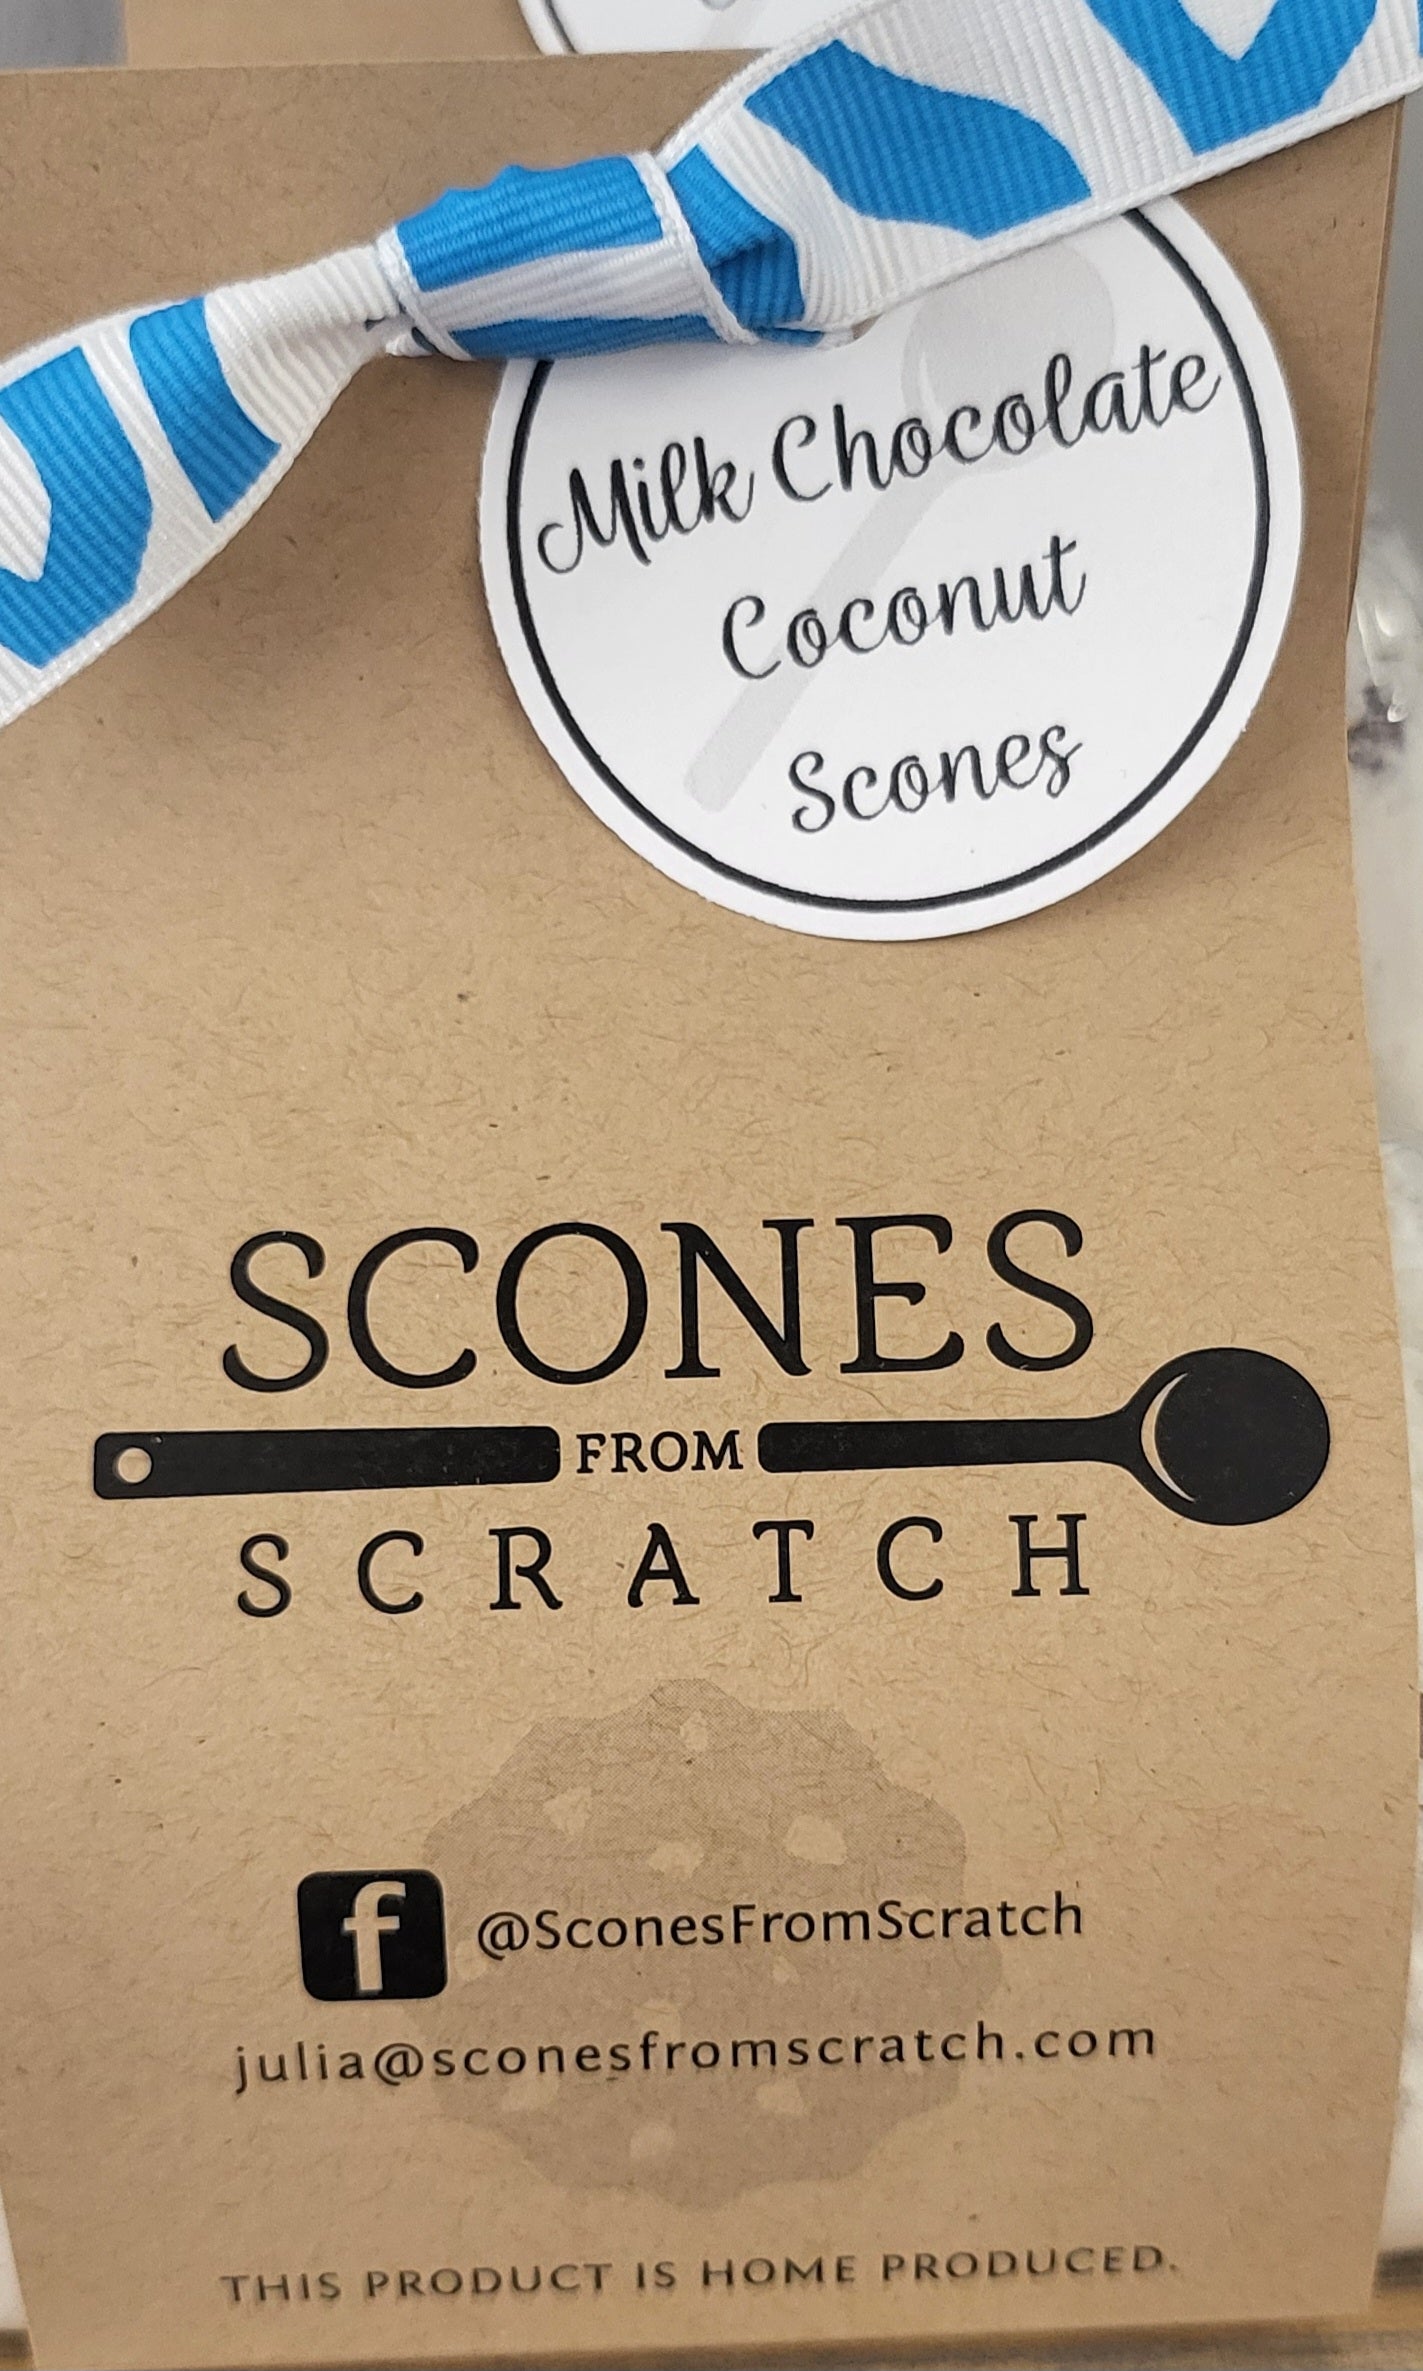 Milk Chocolate
Coconut
Scones
SCONES
FROM
SCRATCH
f @SconesFromScratch
julia@sconesfromscratch.com
THIS PRODUCT IS HOME PRODUCED.